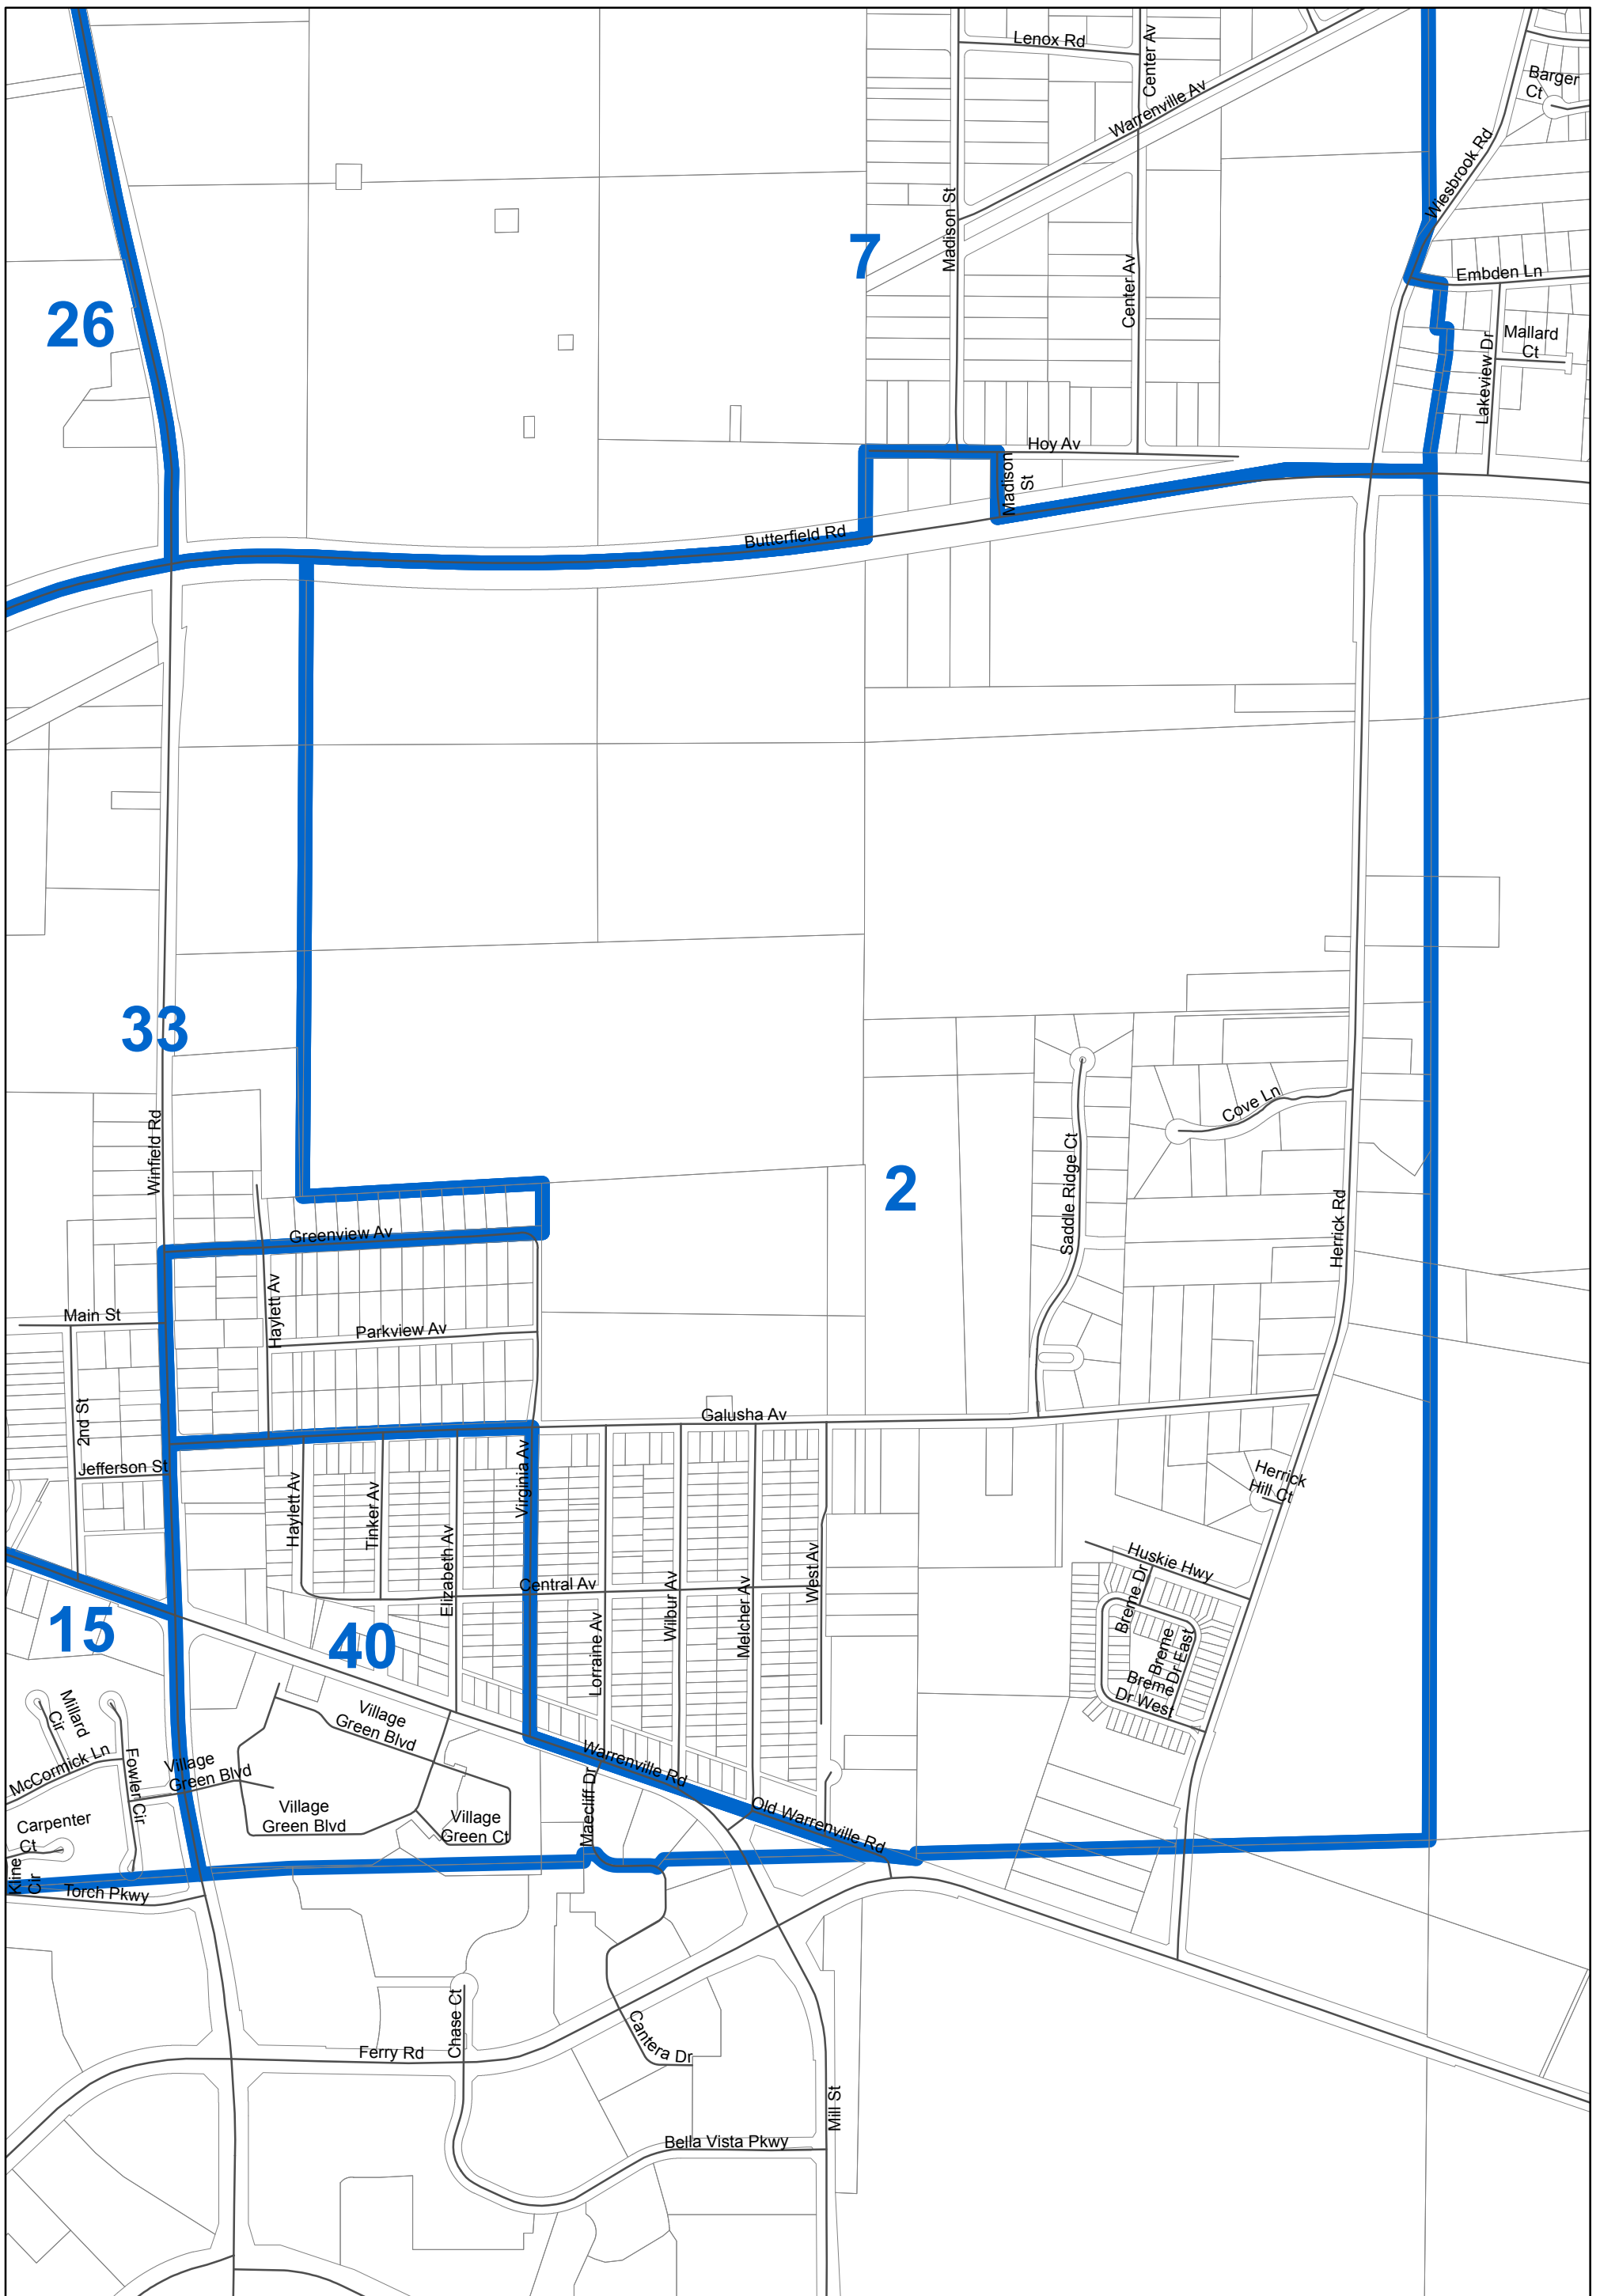 Lenox Rd
Center Av
Warrenville Av
Barger
Ct
Wiesbrook Rd
Madison St
7
Center Av
Embden Ln
26
Mallard
Ct
Lakeview Dr
Hoy Av
Madison
St
Butterfield Rd
33
Winfield Rd
Cove Ln
2
Saddle Ridge Ct
Herrick Rd
Greenview Av
Haylett Av
Main St
Parkview Av
2nd St
Galusha Av
Jefferson St
Haylett Av
Tinker Av
Elizabeth Av
Virginia Av
Herrick
Hill Ct
Huskie Hwy
Central Av
West Av
Wilbur Av
Melcher Av
Lorraine Av
Breme Dr
Breme
Dr East
Breme
Dr West
15
40
Millard
Cir
Village
Green Blvd
McCormick Ln
Fowler Cir
Village
Green Blvd
Warrenville Rd
Maecliff Dr
Old Warrenville Rd
Village
Green Blvd
Village
Green Ct
Carpenter
Ct
Kline
Cir
Torch Pkwy
Chase Ct
Cantera Dr
Ferry Rd
Mill St
Bella Vista Pkwy